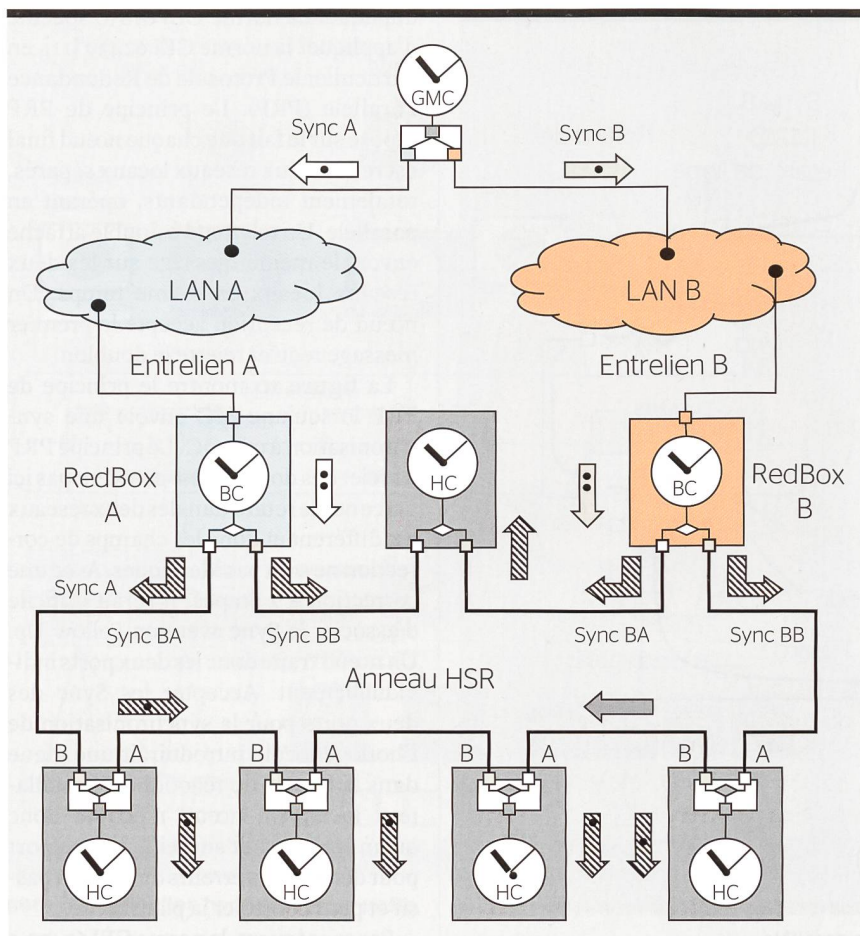 GMC
Sync A
Sync B
LAN A
LAN B
Entrelien A
Entrelien B
RedBox
A
BC
HC
BC
RedBox
B
Sync A
Sync BA
Sync BB
Sync BA
Sync BB
Anneau HSR
B
A
B
A
B
A
B
A
HC
HC
HC
HC